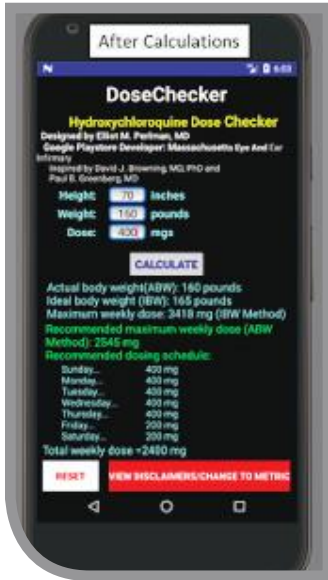 After Calculations
6:03
DoseChecker
Hydroxychloroquine Dose Checker
Designed by Elliot M. Perlman, MD
Google Playstore Developer: Massachusetts Eye And Ear
Infirmary
Inspired by David J. Browning, MD, PhD and
Paul B. Greenberg, MD
Height: 70 inches
Weight: 160 pounds
Dose: 400 mgs
CALCULATE
Actual body weight(ABW): 160 pounds
Ideal body weight (IBW): 165 pounds
Maximum weekly dose: 3418 mg (IBW Method)
Recommended maximum weekly dose (ABW
Method): 2545 mg
Recommended dosing schedule:
Sunday... 400 mg
Monday... 400 mg
Tuesday... 400 mg
Wednesday... 400 mg
Thursday... 400 mg
Friday... 200 mg
Saturday... 200 mg
Total weekly dose =2400 mg
RESET VIEW DISCLAIMERS/CHANGE TO METRIC